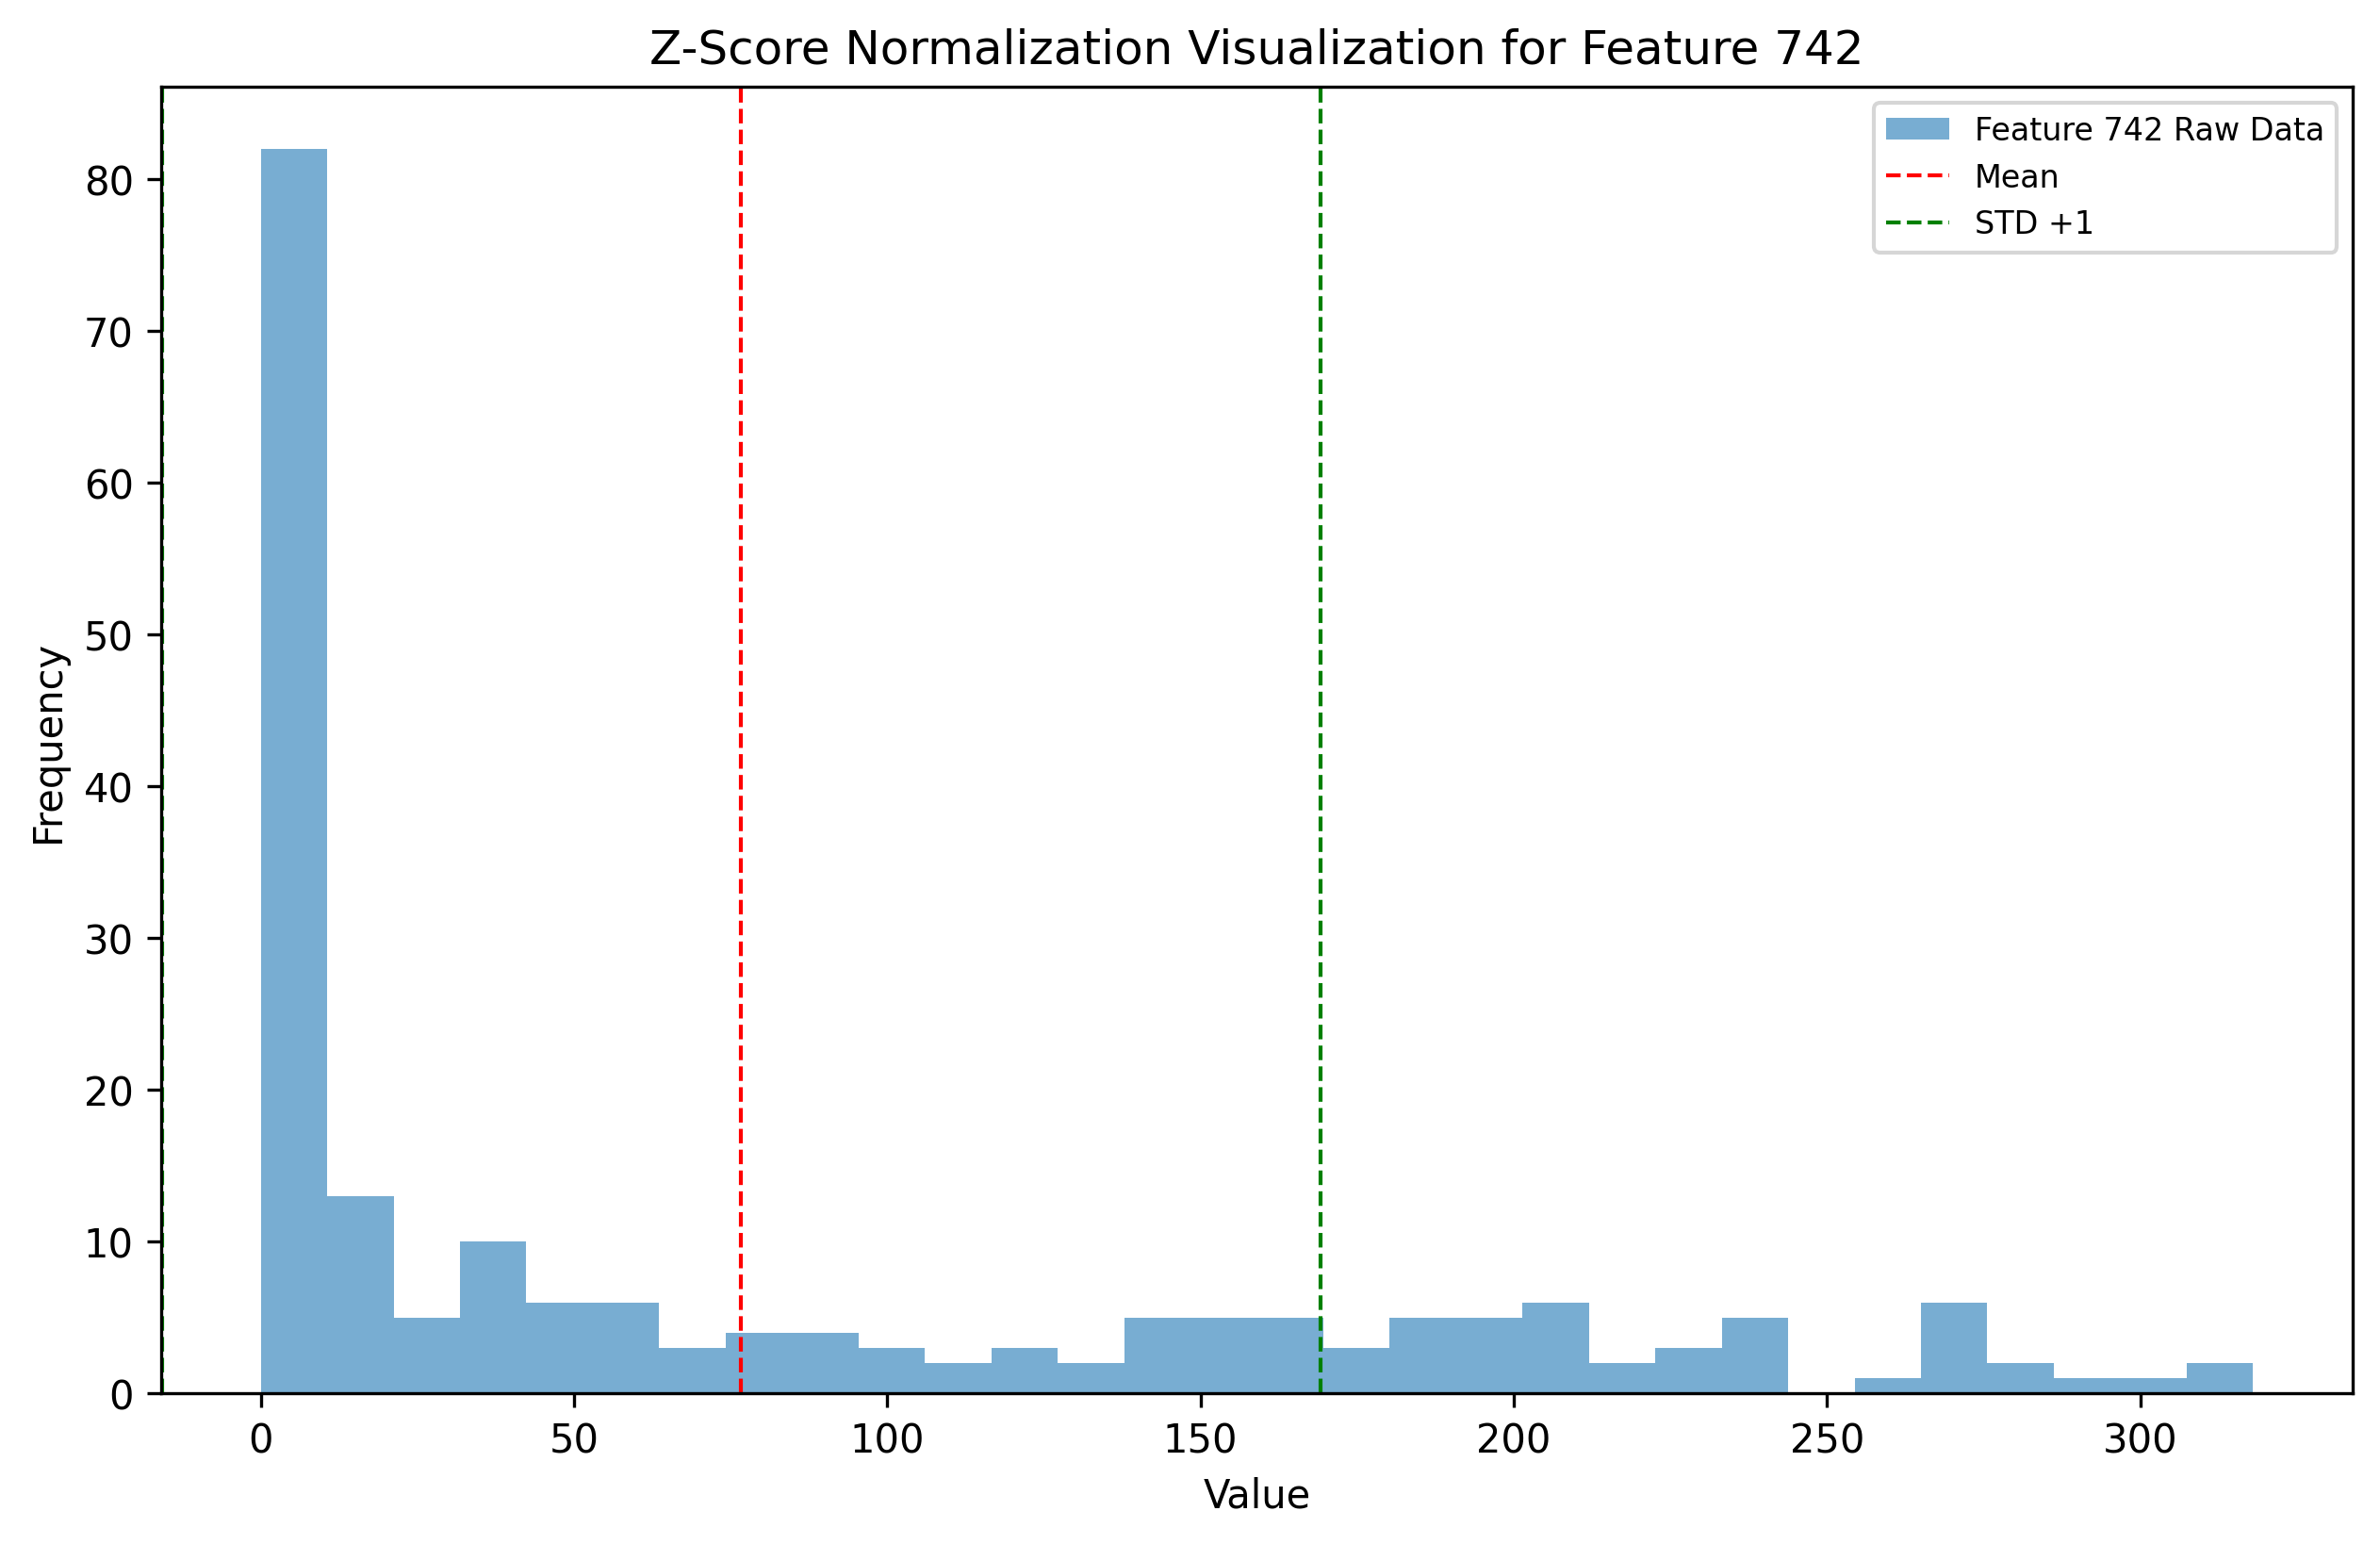 Z-Score Normalization Visualization for Feature 742
Feature 742 Raw Data
Mean
STD +1
80
70
60
50
40
30
20
10
0
Frequency
0 50 100 150 200 250 300
Value